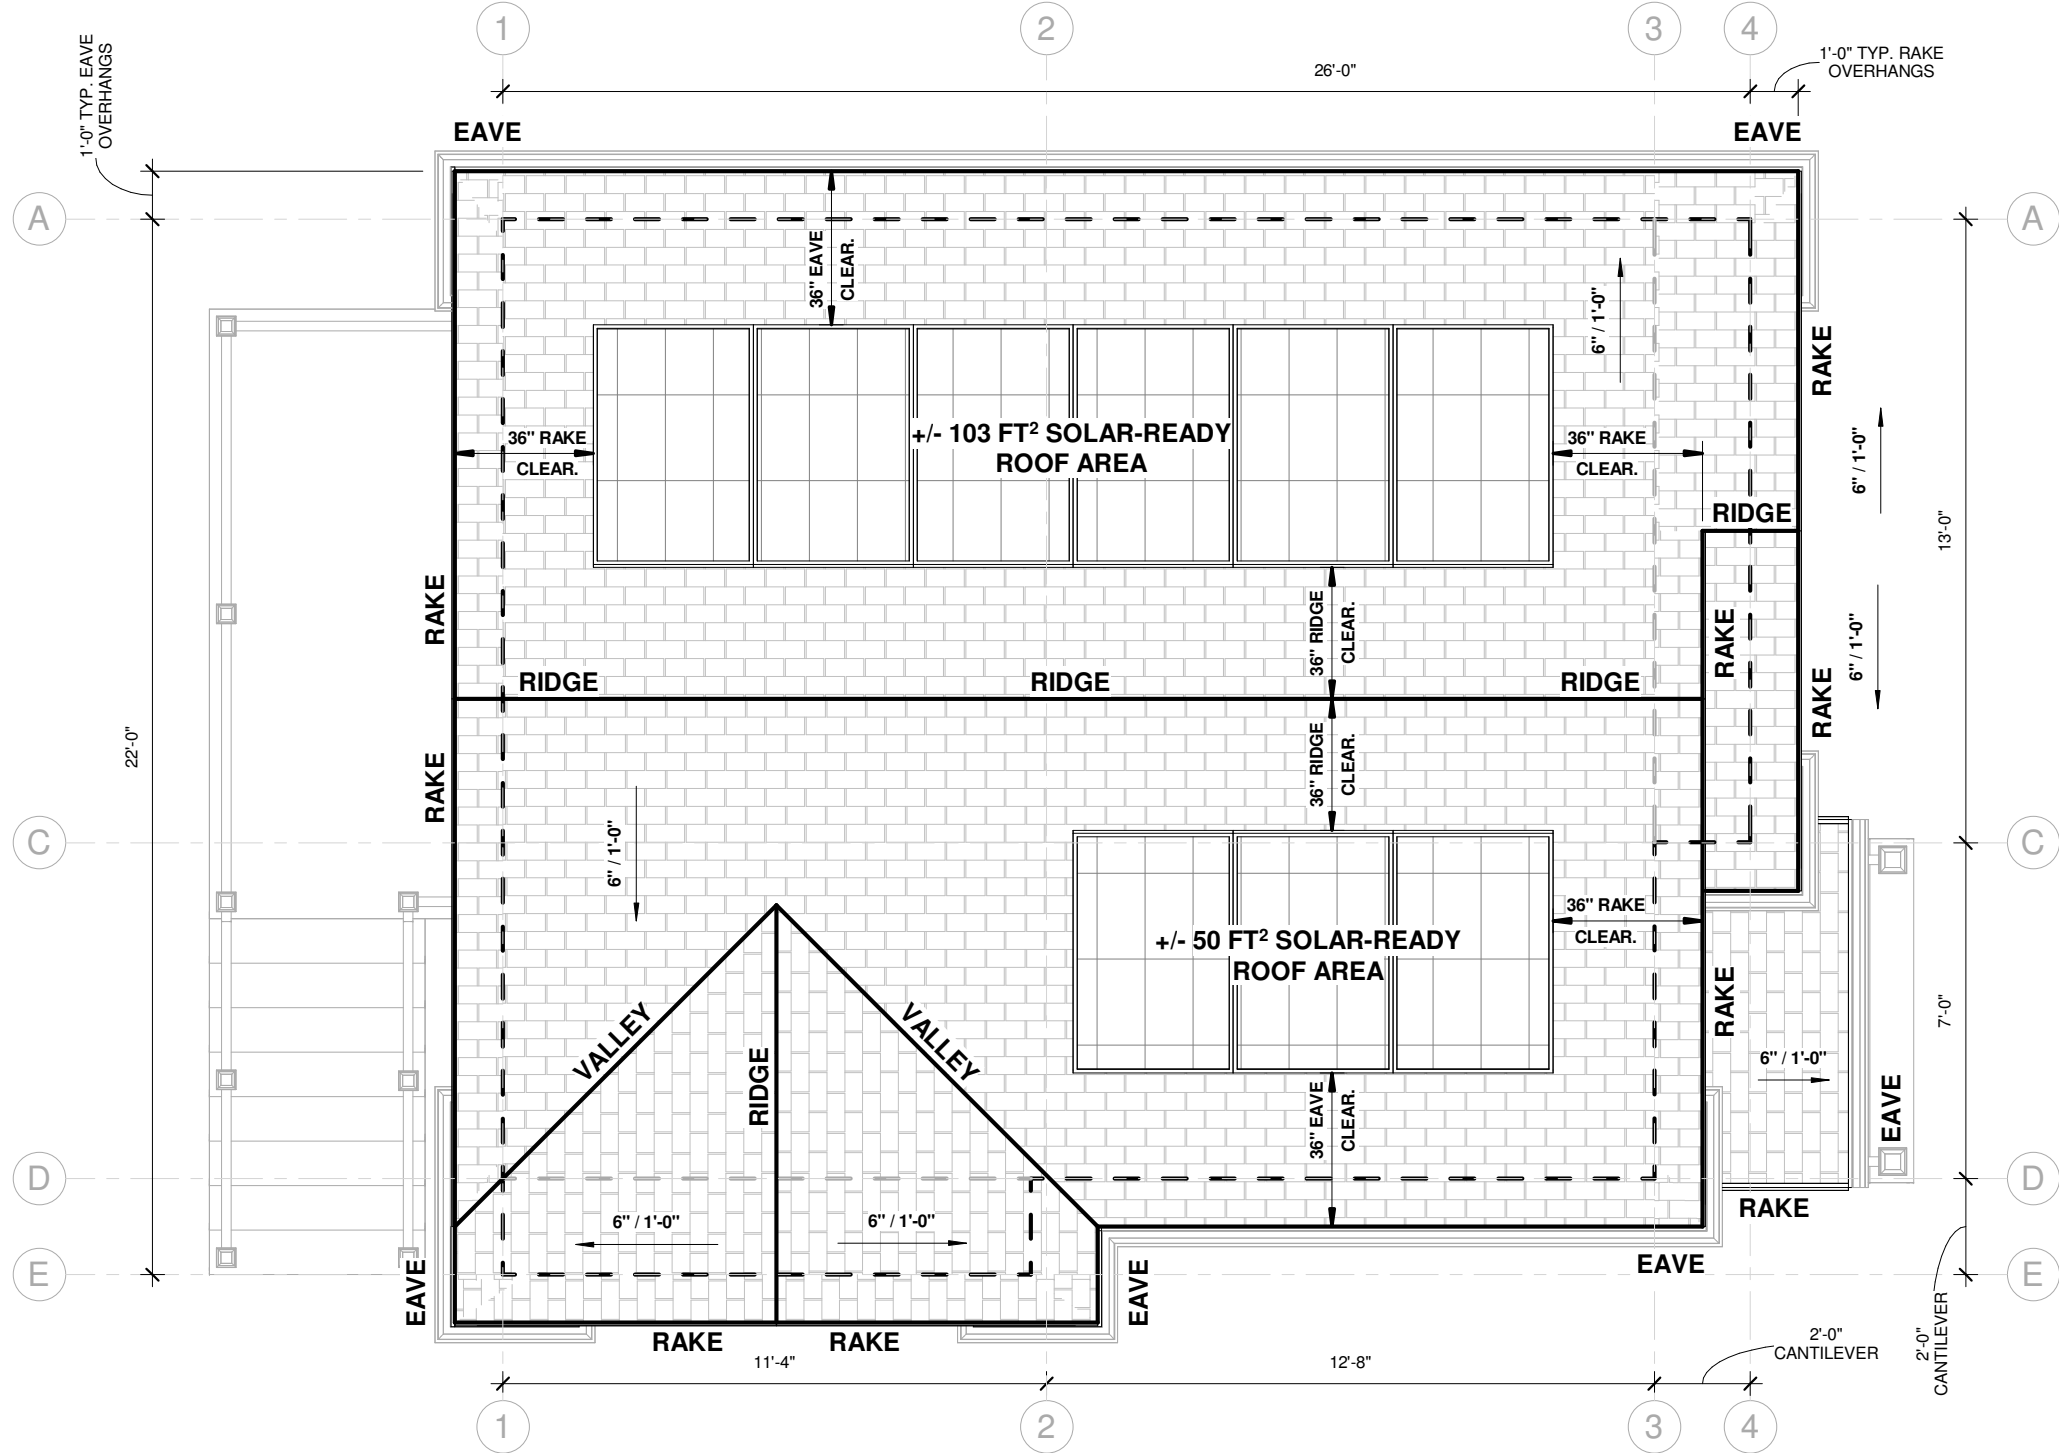 1
2
3
4
1'-0" TYP. EAVE
OVERHANGS
26'-0"
1'-0" TYP. RAKE
OVERHANGS
EAVE
EAVE
A
A
36" EAVE
CLEAR.
6" / 1'-0"
RAKE
+/- 103 FT² SOLAR-READY
ROOF AREA
36" RAKE
CLEAR.
36" RAKE
CLEAR.
6" / 1'-0"
13'-0"
RIDGE
RAKE
36" RIDGE
CLEAR.
RAKE
6" / 1'-0"
RIDGE
RIDGE
RIDGE
RAKE
22'-0"
RAKE
36" RIDGE
CLEAR.
C
C
6" / 1'-0"
36" RAKE
CLEAR.
+/- 50 FT² SOLAR-READY
ROOF AREA
VALLEY
VALLEY
RIDGE
RAKE
7'-0"
6" / 1'-0"
EAVE
36" EAVE
CLEAR.
D
D
6" / 1'-0"
6" / 1'-0"
RAKE
EAVE
EAVE
EAVE
E
E
RAKE
RAKE
11'-4"
12'-8"
2'-0"
CANTILEVER
2'-0"
CANTILEVER
1
2
3
4